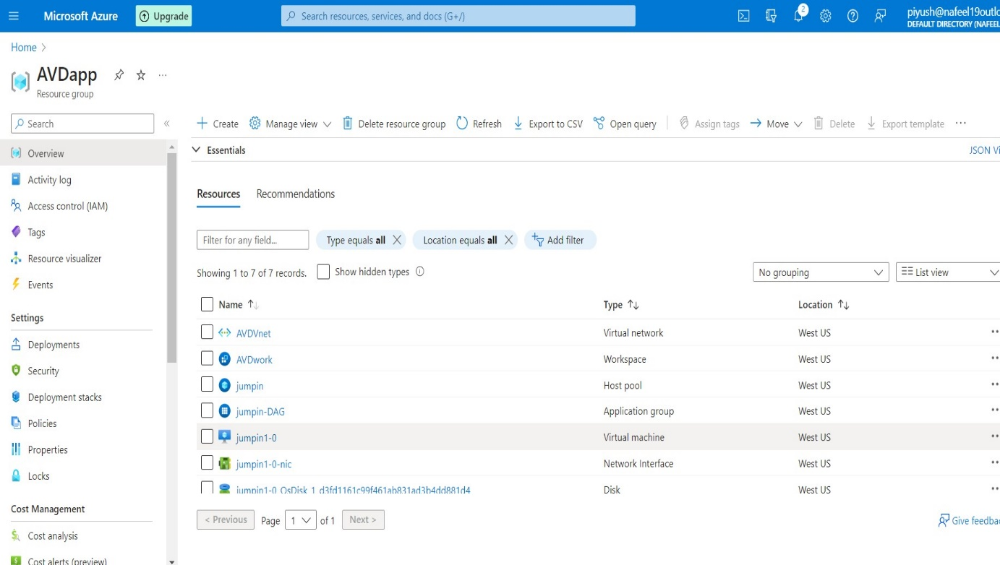 Microsoft Azure
Upgrade
Search resources, services, and docs (G+/)
2
piyush@nafeel19outlo
DEFAULT DIRECTORY (NAFEEL
Home >
AVDapp
Resource group
Search
«
Create
Manage view
Delete resource group
Refresh
Export to CSV
Open query
Assign tags
Move
Delete
Export template
Overview
Activity log
Access control (IAM)
Tags
Resource visualizer
Events
Settings
Deployments
Security
Deployment stacks
Policies
Properties
Locks
Cost Management
Cost analysis
Cost alerts (preview)
Essentials
JSON Vi
Resources Recommendations
Filter for any field...
Type equals all
Location equals all
Add filter
Showing 1 to 7 of 7 records.
Show hidden types
No grouping
List view
Name Type Location
AVDVnet Virtual network West US
AVDwork Workspace West US
jumpin Host pool West US
jumpin-DAG Application group West US
jumpin1-0 Virtual machine West US
jumpin1-0-nic Network Interface West US
jumpin1-0_OsDisk_1_d3fd1161c99f461ab831ad3b4dd881d4 Disk West US
< Previous Page 1 of 1 Next >
Give feedbac